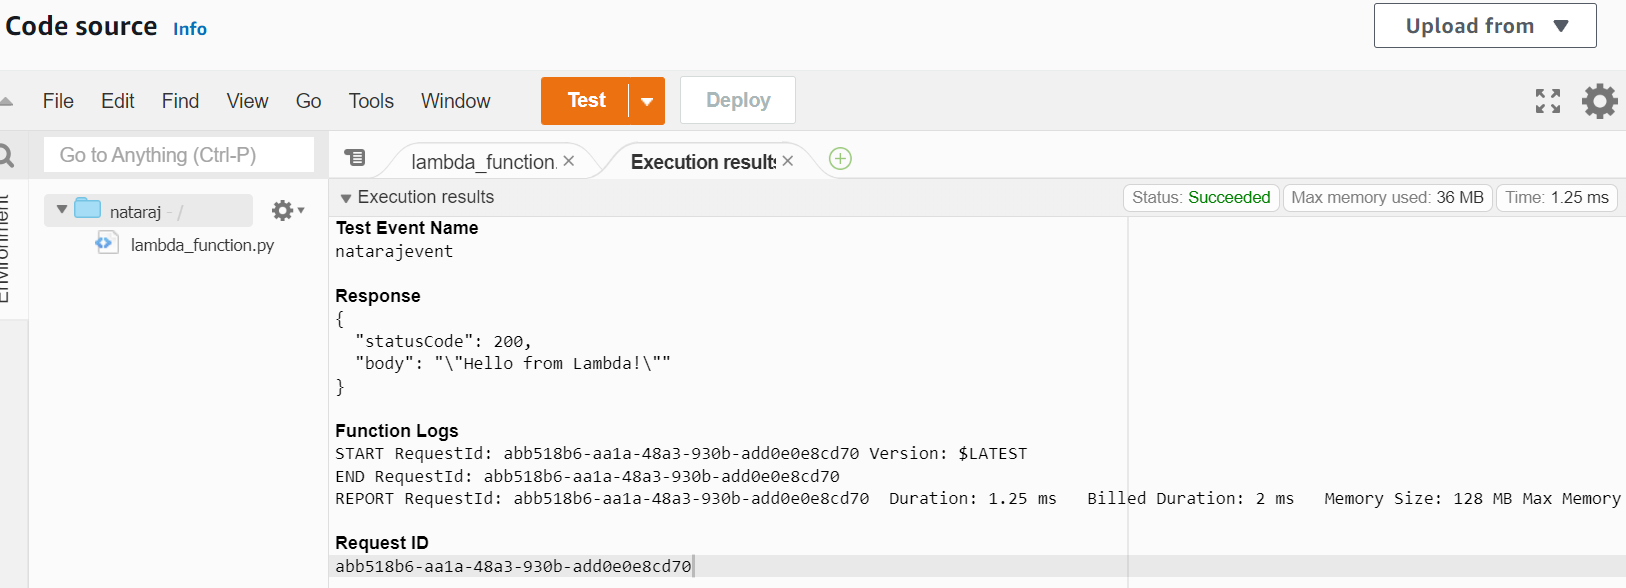 Code source Info
Upload from
File Edit Find View Go Tools Window Test Deploy
Go to Anything (Ctrl-P)
lambda_function. Execution results
Environment
nataraj - /
lambda_function.py
Execution results
Status: Succeeded Max memory used: 36 MB Time: 1.25 ms
Test Event Name
natarajevent
Response
{
"statusCode": 200,
"body": "\"Hello from Lambda!\""
}
Function Logs
START RequestId: abb518b6-aa1a-48a3-930b-add0e0e8cd70 Version: $LATEST
END RequestId: abb518b6-aa1a-48a3-930b-add0e0e8cd70
REPORT RequestId: abb518b6-aa1a-48a3-930b-add0e0e8cd70 Duration: 1.25 ms Billed Duration: 2 ms Memory Size: 128 MB Max Memory
Request ID
abb518b6-aa1a-48a3-930b-add0e0e8cd70